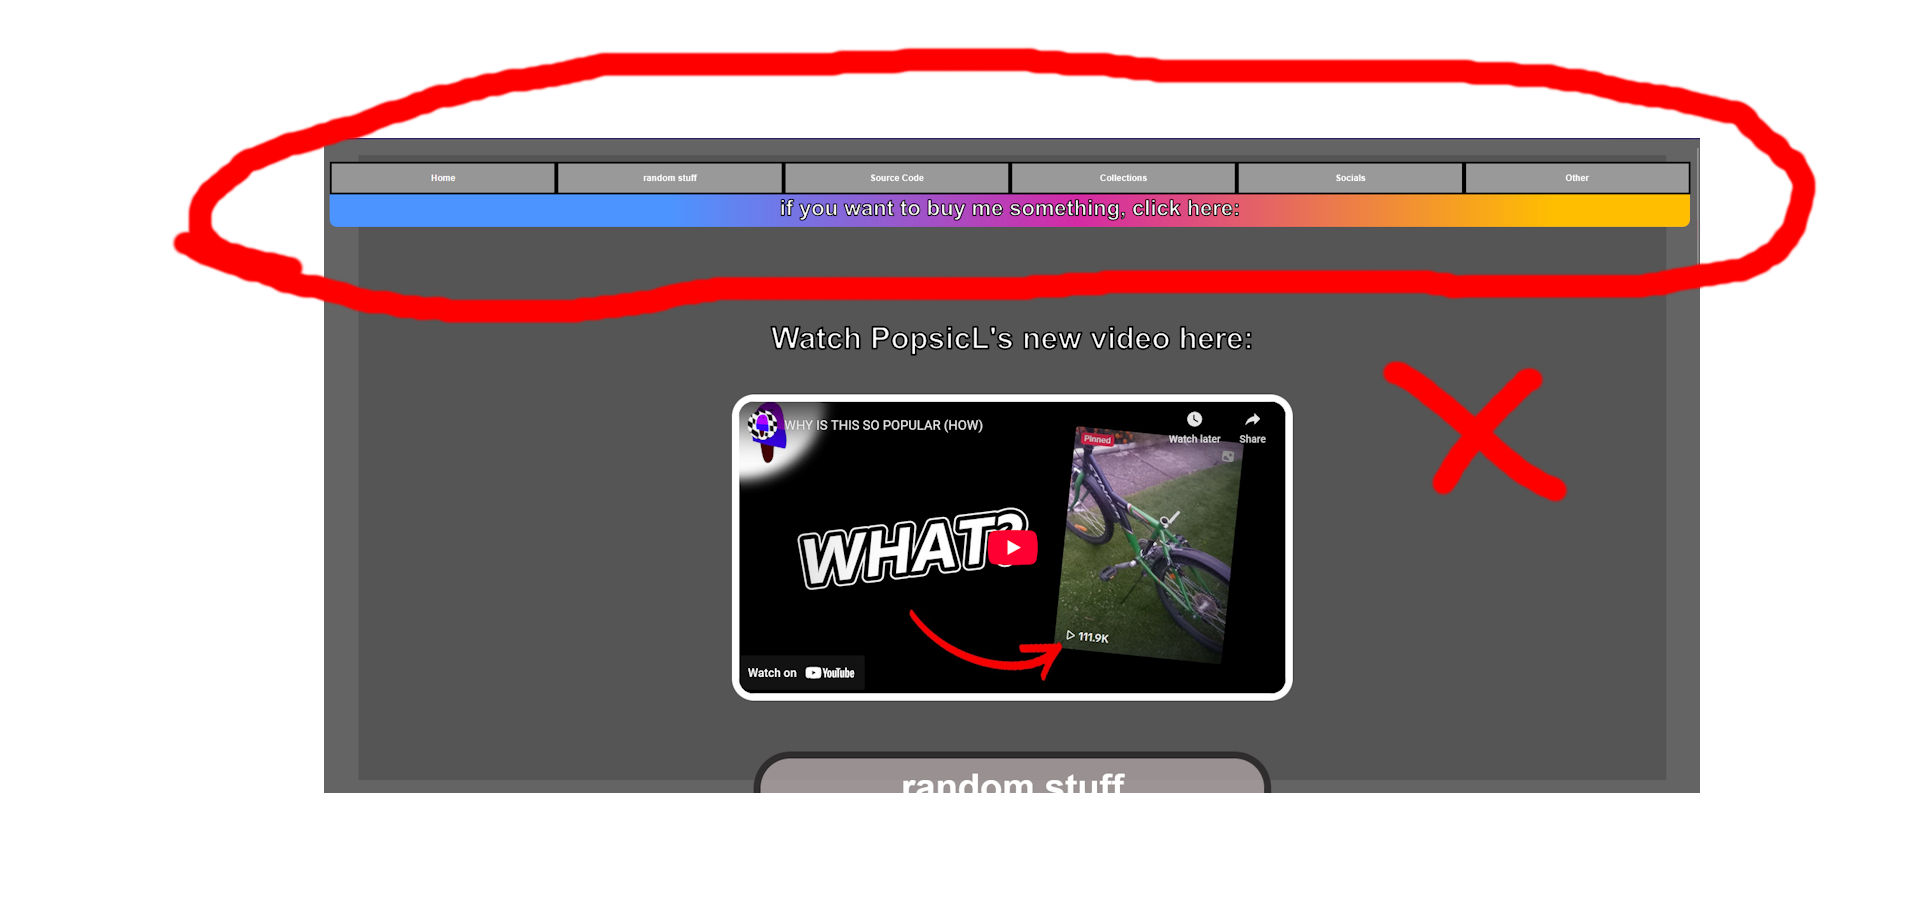 Home random stuff Source Code Collections Socials Other
if you want to buy me something, click here:
Watch PopsicL's new video here:
WHY IS THIS SO POPULAR (HOW)
Watch later Share
Pinned
WHAT?
111.9K
Watch on YouTube
random stuff